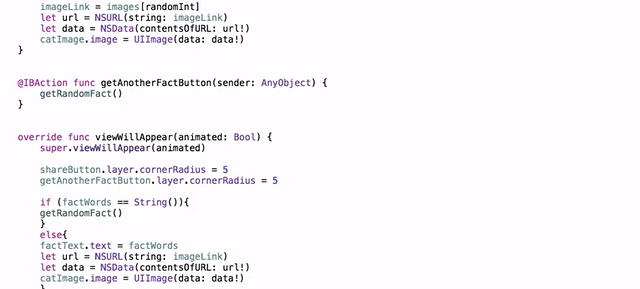 imageLink = images[randomInt]
let url = NSURL(string: imageLink)
let data = NSData(contentsOfURL: url!)
catImage.image = UIImage(data: data!)
}
@IBAction func getAnotherFactButton(sender: AnyObject) {
getRandomFact()
}
override func viewWillAppear(animated: Bool) {
super.viewWillAppear(animated)
shareButton.layer.cornerRadius = 5
getAnotherFactButton.layer.cornerRadius = 5
if (factWords == String()){
getRandomFact()
}
else{
factText.text = factWords
let url = NSURL(string: imageLink)
let data = NSData(contentsOfURL: url!)
catImage.image = UIImage(data: data!)
}